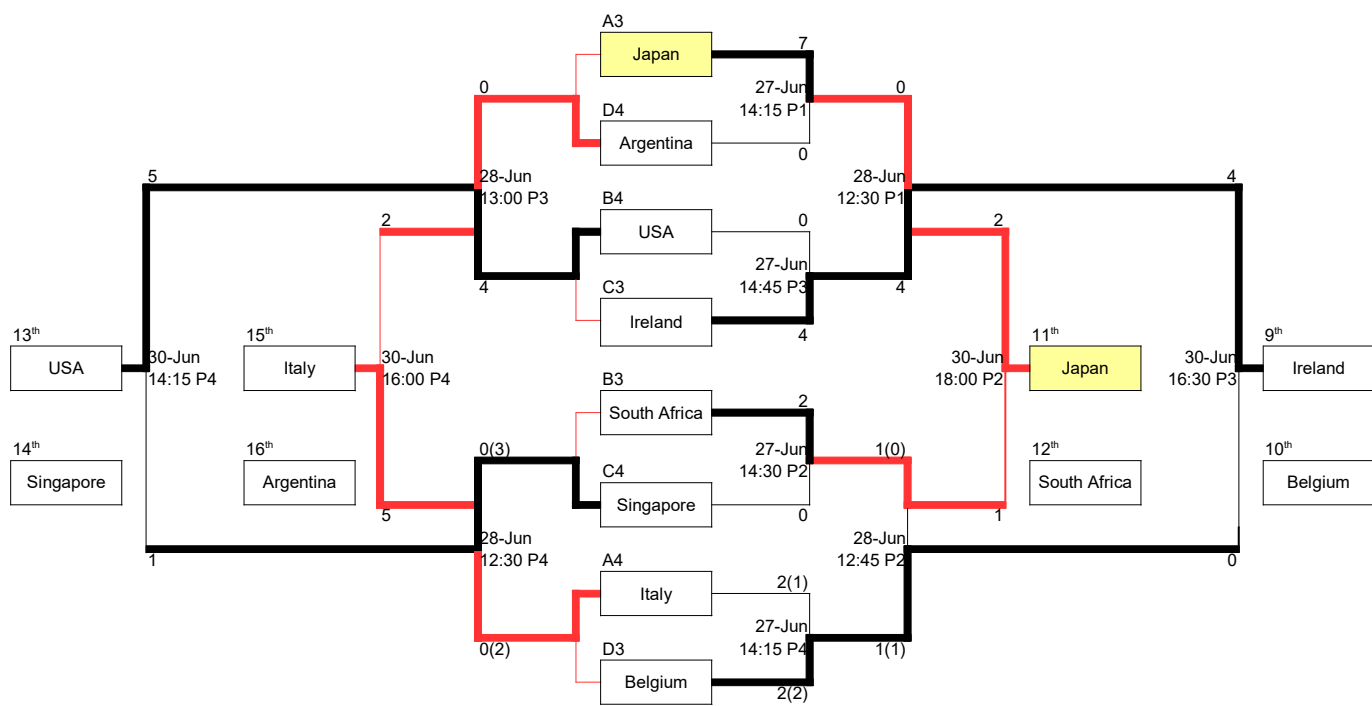 A3
Japan
7
27-Jun
14:15 P1
0
0
D4
Argentina
0
5
28-Jun
13:00 P3
28-Jun
12:30 P1
4
B4
USA
0
2
2
27-Jun
14:45 P3
4
4
C3
Ireland
4
13th
USA
30-Jun
14:15 P4
15th
Italy
30-Jun
16:00 P4
30-Jun
18:00 P2
11th
Japan
30-Jun
16:30 P3
9th
Ireland
B3
South Africa
2
27-Jun
14:30 P2
0(3)
1(0)
14th
Singapore
16th
Argentina
C4
Singapore
12th
South Africa
10th
Belgium
5
0
1
28-Jun
12:30 P4
28-Jun
12:45 P2
1
0
A4
Italy
2(1)
27-Jun
14:15 P4
0(2)
1(1)
D3
Belgium
2(2)